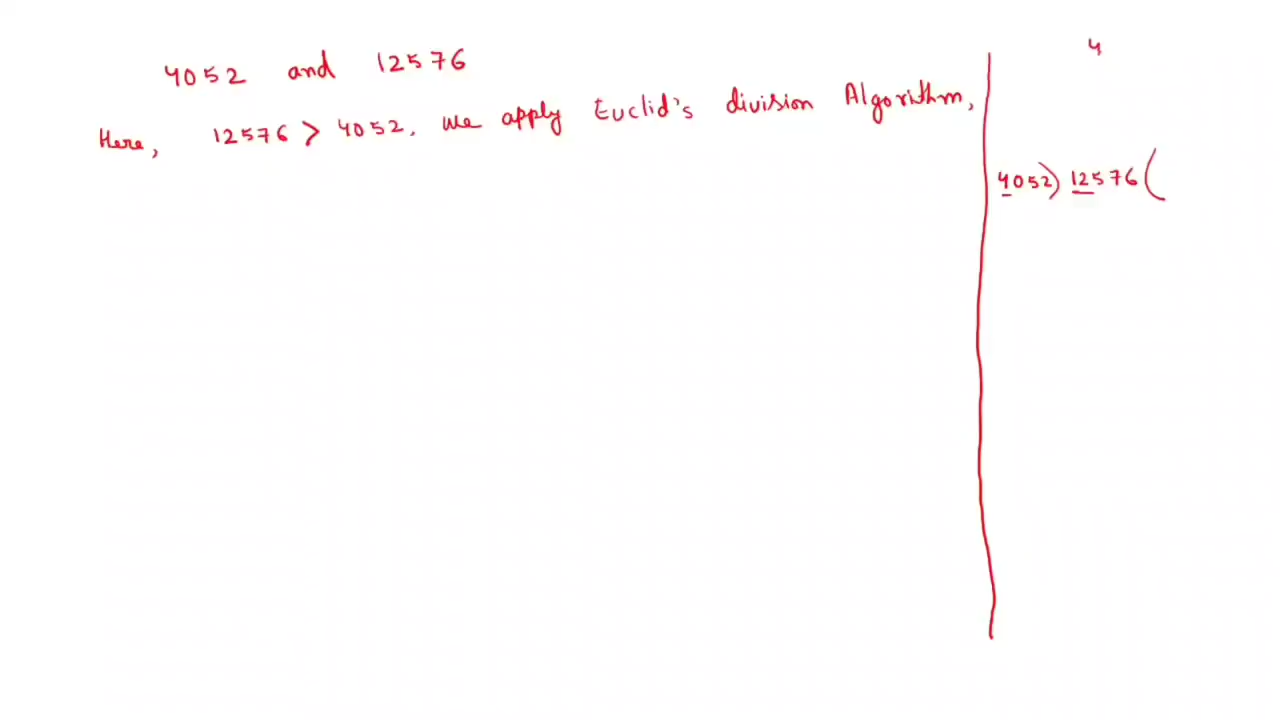 4052 and 12576
Here, 12576 > 4052. We apply Euclid's division Algorithm,
4
4052) 12576 (